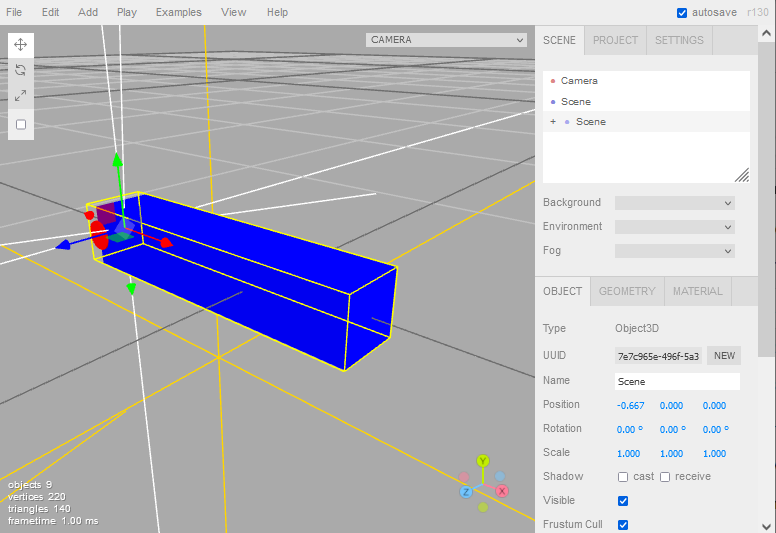 File Edit Add Play Examples View Help autosave r130
CAMERA
SCENE PROJECT SETTINGS
Camera
Scene
+ Scene
Background
Environment
Fog
OBJECT GEOMETRY MATERIAL
Type Object3D
UUID 7e7c965e-496f-5a3 NEW
Name Scene
Position -0.667 0.000 0.000
Rotation 0.00 ° 0.00 ° 0.00 °
Scale 1.000 1.000 1.000
Shadow cast receive
Visible
Frustum Cull
Y
Z X
objects 9
vertices 220
triangles 140
frametime 1.00 ms